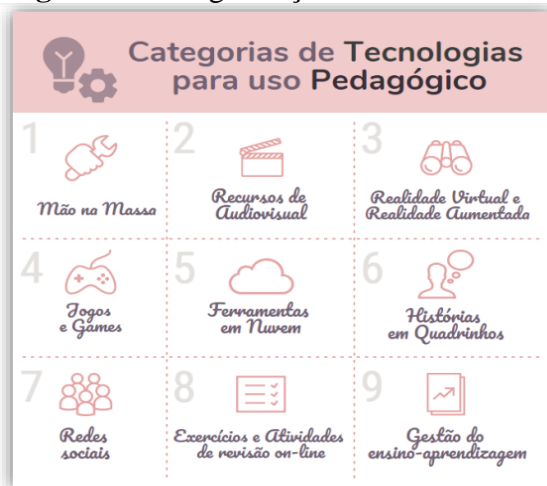 Categorias de Tecnologias
para uso Pedagógico
1
Mão na Massa
2
Recursos de
Audiovisual
3
Realidade Virtual e
Realidade Aumentada
4
Jogos
e Games
5
Ferramentas
em Nuvem
6
Histórias
em Quadrinhos
7
Redes
sociais
8
Exercícios e Atividades
de revisão on-line
9
Gestão do
ensino-aprendizagem